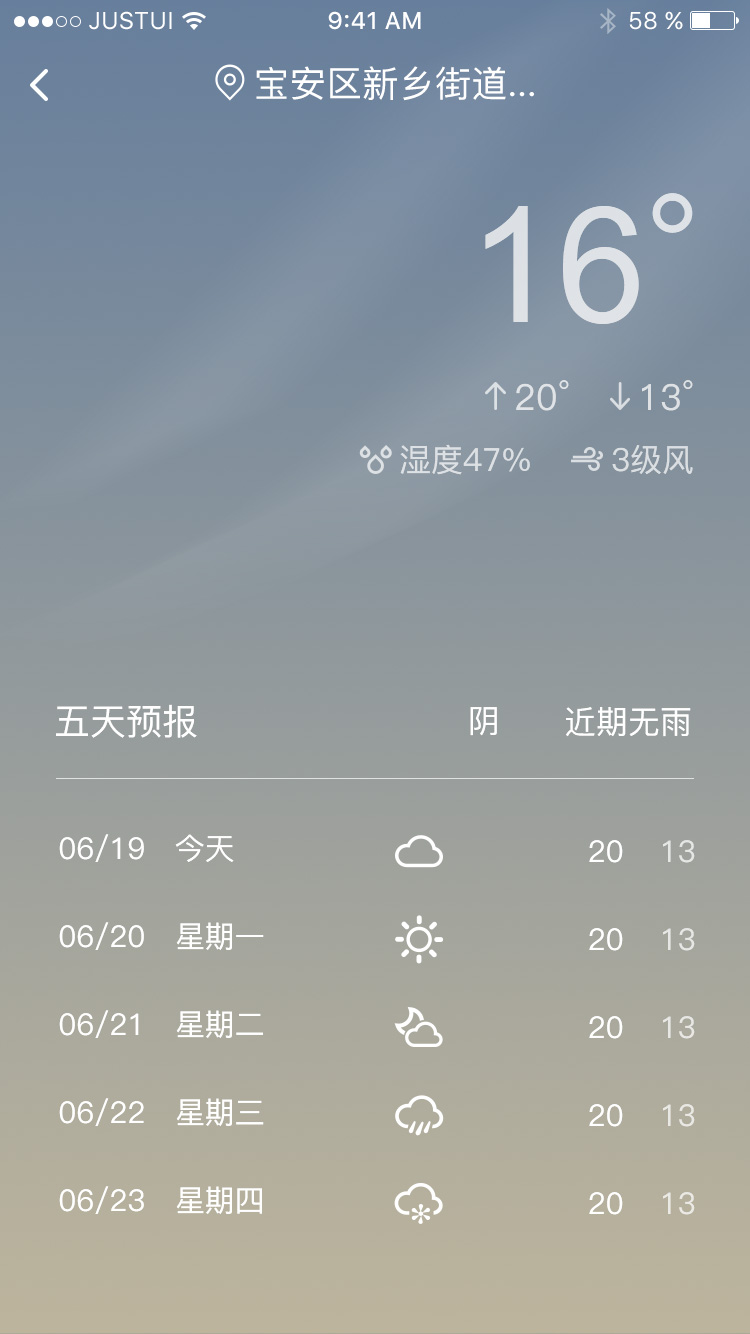 JUSTUI 9:41 AM 58 %
宝安区新乡街道...
16°
↑20° ↓13°
湿度47% 3级风
五天预报 阴 近期无雨
06/19 今天 20 13
06/20 星期一 20 13
06/21 星期二 20 13
06/22 星期三 20 13
06/23 星期四 20 13